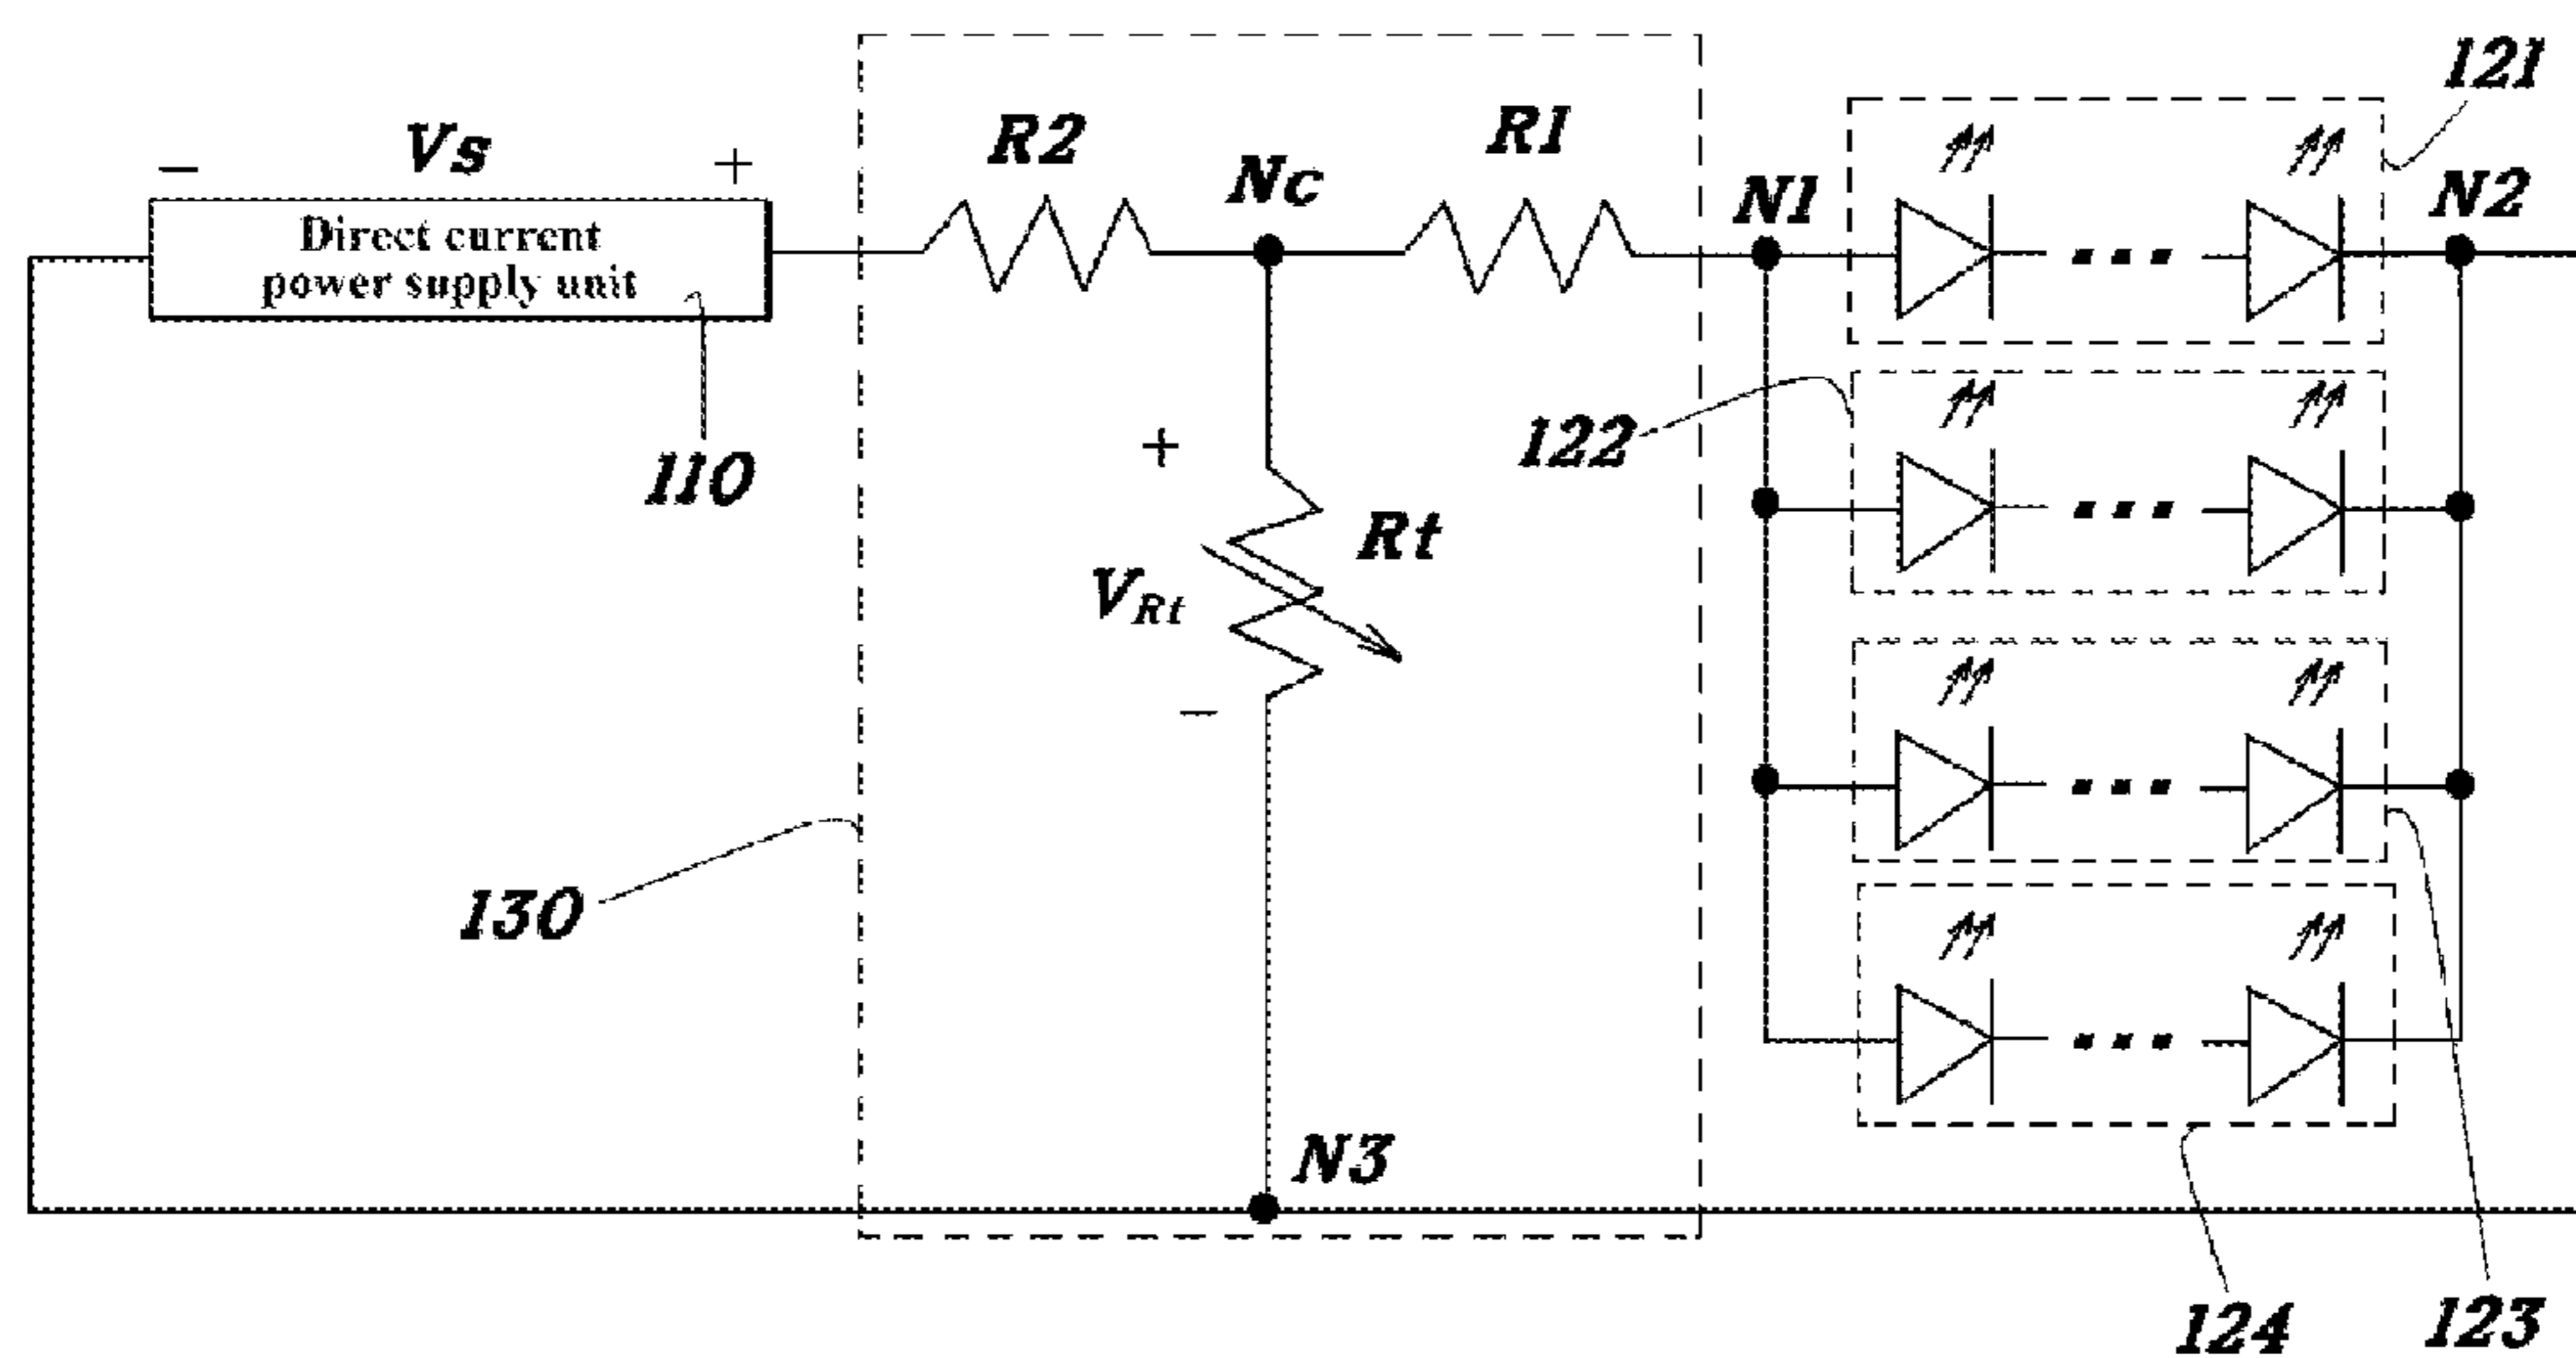 121
Vs
R2
R1
Nc
N1
N2
− +
Direct current
power supply unit
110
122
+
Rt
VRt
−
130
N3
124
123